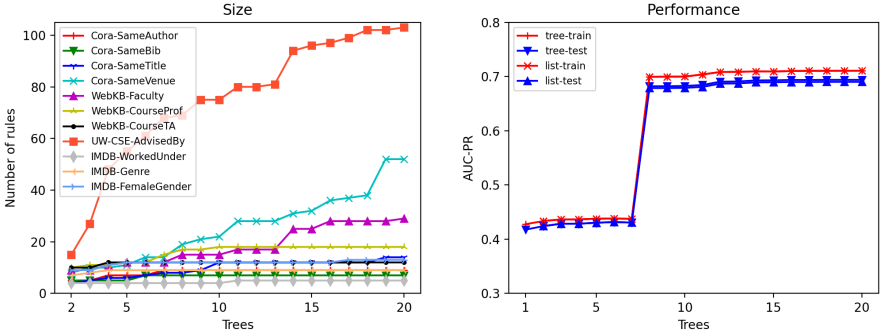 Size
Number of rules
100
80
60
40
20
0
Cora-SameAuthor
Cora-SameBib
Cora-SameTitle
Cora-SameVenue
WebKB-Faculty
WebKB-CourseProf
WebKB-CourseTA
UW-CSE-AdvisedBy
IMDB-WorkedUnder
IMDB-Genre
IMDB-FemaleGender
2 5 10 15 20
Trees
Performance
AUC-PR
0.8
0.7
0.6
0.5
0.4
0.3
tree-train
tree-test
list-train
list-test
1 5 10 15 20
Trees